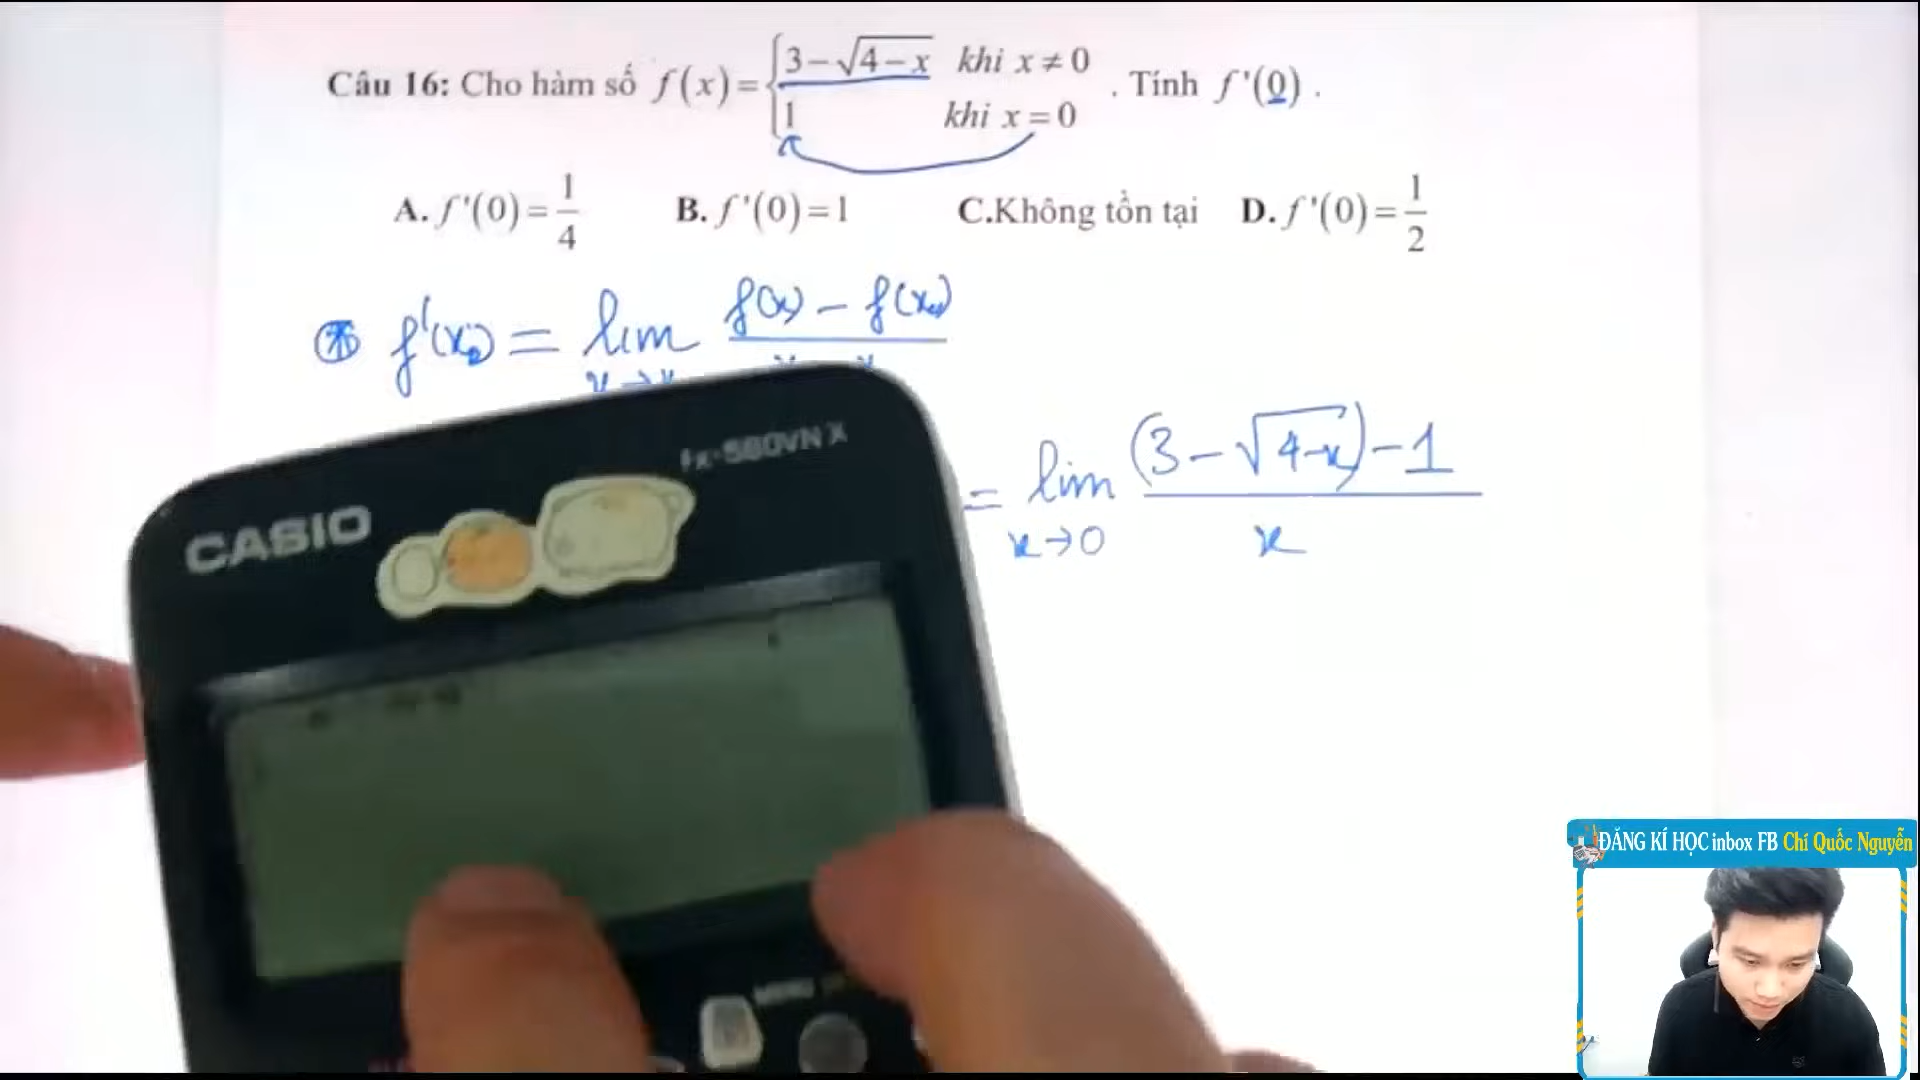 Câu 16: Cho hàm số f(x) = { 3 − √(4 − x) khi x ≠ 0
1 khi x = 0 . Tính f'(0) .
A. f'(0) = 1/4 B. f'(0) = 1 C.Không tồn tại D. f'(0) = 1/2
f'(x₀) = lim f(x) − f(x₀)
x→x
= lim (3 − √(4−x)) − 1 / x
x→0
fx-580VN X
CASIO
MENU
ĐĂNG KÍ HỌC inbox FB Chí Quốc Nguyễn